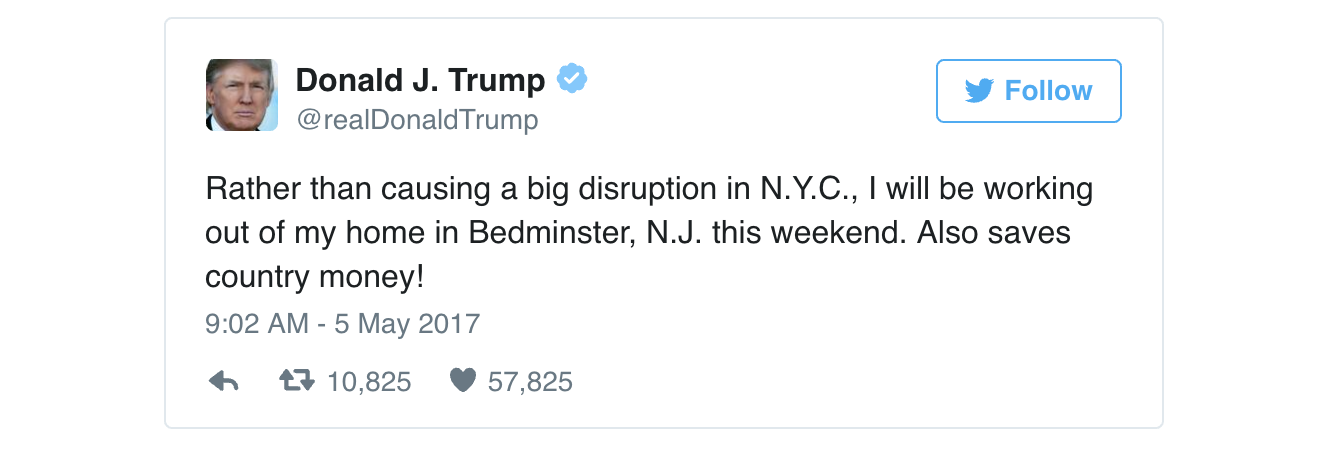 Donald J. Trump
@realDonaldTrump
Follow
Rather than causing a big disruption in N.Y.C., I will be working
out of my home in Bedminster, N.J. this weekend. Also saves
country money!
9:02 AM - 5 May 2017
10,825 57,825